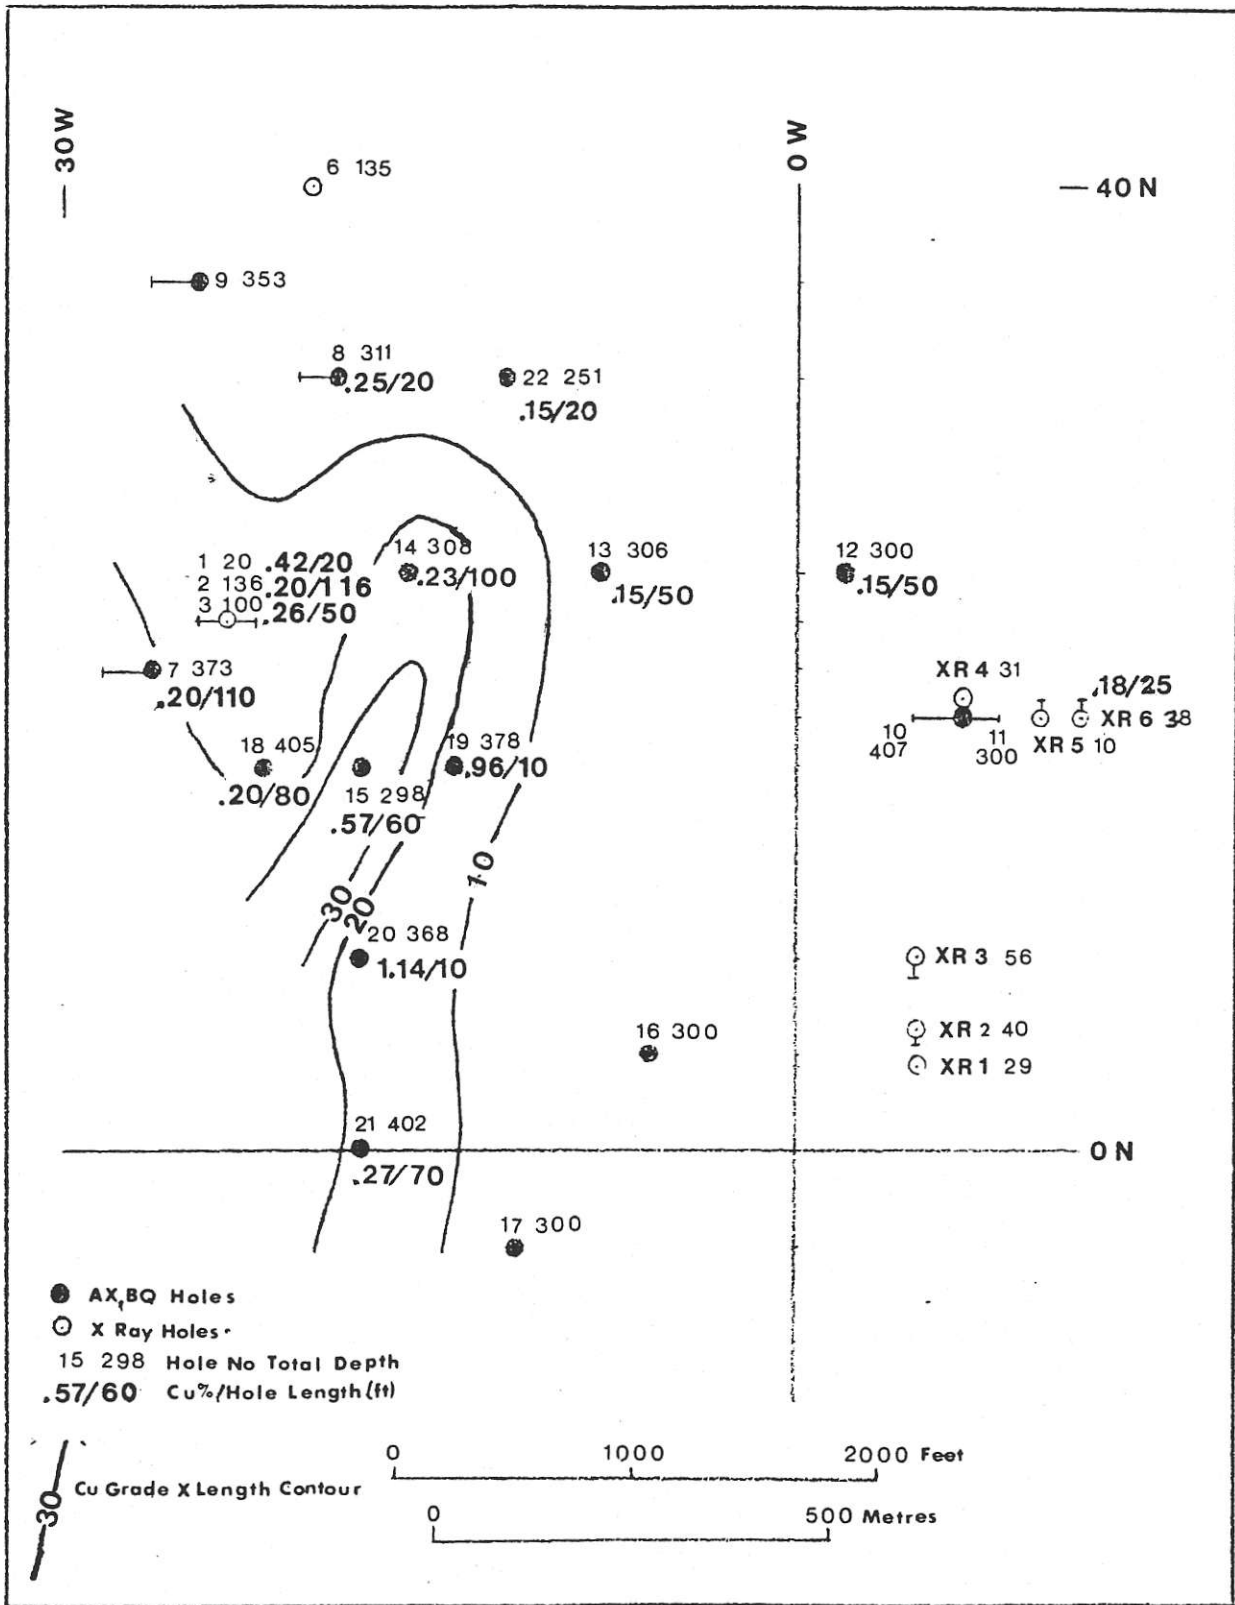 30W
0 W
40 N
6 135
9 353
8 311
.25/20
22 251
.15/20
1 20 .42/20
2 136 .20/116
3 100 .26/50
14 308
.23/100
13 306
.15/50
12 300
.15/50
7 373
.20/110
XR 4 31
.18/25
XR 6 38
10
407
11
300
XR 5 10
18 405
.20/80
15 298
.57/60
19 378
.96/10
10
30
20
20 368
1.14/10
XR 3 56
16 300
XR 2 40
XR 1 29
21 402
.27/70
0 N
17 300
AX, BQ Holes
X Ray Holes
15 298 Hole No Total Depth
.57/60 Cu%/Hole Length (ft)
30
Cu Grade X Length Contour
0 1000 2000 Feet
0 500 Metres